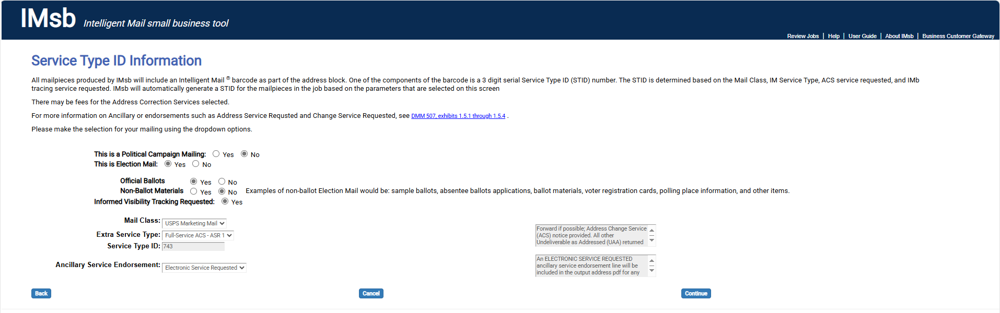 IMsb Intelligent Mail small business tool
Review Jobs | Help | User Guide | About IMsb | Business Customer Gateway
Service Type ID Information
All mailpieces produced by IMsb will include an Intelligent Mail ® barcode as part of the address block. One of the components of the barcode is a 3 digit serial Service Type ID (STID) number. The STID is determined based on the Mail Class, IM Service Type, ACS service requested, and IMb
tracing service requested. IMsb will automatically generate a STID for the mailpieces in the job based on the parameters that are selected on this screen
There may be fees for the Address Correction Services selected.
For more information on Ancillary or endorsements such as Address Service Requsted and Change Service Requested, see DMM 507, exhibits 1.5.1 through 1.5.4 .
Please make the selection for your mailing using the dropdown options.
This is a Political Campaign Mailing: Yes No
This is Election Mail: Yes No
Official Ballots Yes No
Non-Ballot Materials Yes No Examples of non-ballot Election Mail would be: sample ballots, absentee ballots applications, ballot materials, voter registration cards, polling place information, and other items.
Informed Visibility Tracking Requested: Yes
Mail Class: USPS Marketing Mail
Extra Service Type: Full-Service ACS - ASR 1
Service Type ID: 743
Forward if possible; Address Change Service
(ACS) notice provided. All other
Undeliverable as Addressed (UAA) returned
Ancillary Service Endorsement: Electronic Service Requested
An ELECTRONIC SERVICE REQUESTED
ancillary service endorsement line will be
included in the output address pdf for any
Back Cancel Continue